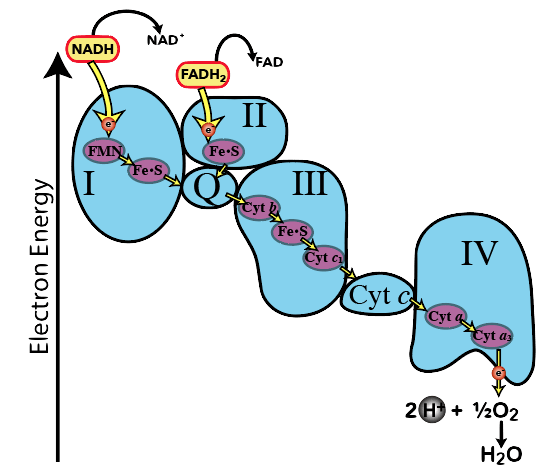 NADH
NAD⁺
FADH₂
FAD
e⁻
e⁻
I
II
III
IV
FMN
Fe•S
Fe•S
Q
Cyt b
Fe•S
Cyt c₁
Cyt c
Cyt a
Cyt a₃
e⁻
2 H⁺ + ½O₂
H₂O
Electron Energy